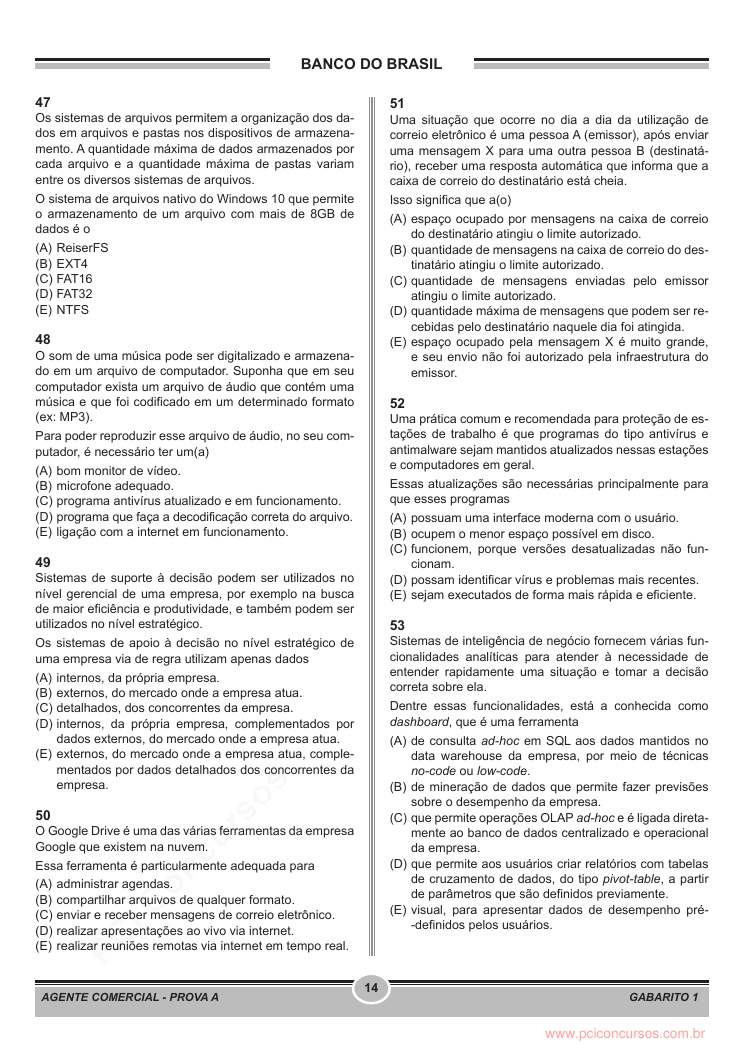 BANCO DO BRASIL
47
Os sistemas de arquivos permitem a organização dos da-
dos em arquivos e pastas nos dispositivos de armazena-
mento. A quantidade máxima de dados armazenados por
cada arquivo e a quantidade máxima de pastas variam
entre os diversos sistemas de arquivos.
O sistema de arquivos nativo do Windows 10 que permite
o armazenamento de um arquivo com mais de 8GB de
dados é o
(A) ReiserFS
(B) EXT4
(C) FAT16
(D) FAT32
(E) NTFS
48
O som de uma música pode ser digitalizado e armazena-
do em um arquivo de computador. Suponha que em seu
computador exista um arquivo de áudio que contém uma
música e que foi codificado em um determinado formato
(ex: MP3).
Para poder reproduzir esse arquivo de áudio, no seu com-
putador, é necessário ter um(a)
(A) bom monitor de vídeo.
(B) microfone adequado.
(C) programa antivírus atualizado e em funcionamento.
(D) programa que faça a decodificação correta do arquivo.
(E) ligação com a internet em funcionamento.
49
Sistemas de suporte à decisão podem ser utilizados no
nível gerencial de uma empresa, por exemplo na busca
de maior eficiência e produtividade, e também podem ser
utilizados no nível estratégico.
Os sistemas de apoio à decisão no nível estratégico de
uma empresa via de regra utilizam apenas dados
(A) internos, da própria empresa.
(B) externos, do mercado onde a empresa atua.
(C) detalhados, dos concorrentes da empresa.
(D) internos, da própria empresa, complementados por
dados externos, do mercado onde a empresa atua.
(E) externos, do mercado onde a empresa atua, comple-
mentados por dados detalhados dos concorrentes da
empresa.
50
O Google Drive é uma das várias ferramentas da empresa
Google que existem na nuvem.
Essa ferramenta é particularmente adequada para
(A) administrar agendas.
(B) compartilhar arquivos de qualquer formato.
(C) enviar e receber mensagens de correio eletrônico.
(D) realizar apresentações ao vivo via internet.
(E) realizar reuniões remotas via internet em tempo real.
51
Uma situação que ocorre no dia a dia da utilização de
correio eletrônico é uma pessoa A (emissor), após enviar
uma mensagem X para uma outra pessoa B (destinatá-
rio), receber uma resposta automática que informa que a
caixa de correio do destinatário está cheia.
Isso significa que a(o)
(A) espaço ocupado por mensagens na caixa de correio
do destinatário atingiu o limite autorizado.
(B) quantidade de mensagens na caixa de correio do des-
tinatário atingiu o limite autorizado.
(C) quantidade de mensagens enviadas pelo emissor
atingiu o limite autorizado.
(D) quantidade máxima de mensagens que podem ser re-
cebidas pelo destinatário naquele dia foi atingida.
(E) espaço ocupado pela mensagem X é muito grande,
e seu envio não foi autorizado pela infraestrutura do
emissor.
52
Uma prática comum e recomendada para proteção de es-
tações de trabalho é que programas do tipo antivírus e
antimalware sejam mantidos atualizados nessas estações
e computadores em geral.
Essas atualizações são necessárias principalmente para
que esses programas
(A) possuam uma interface moderna com o usuário.
(B) ocupem o menor espaço possível em disco.
(C) funcionem, porque versões desatualizadas não fun-
cionam.
(D) possam identificar vírus e problemas mais recentes.
(E) sejam executados de forma mais rápida e eficiente.
53
Sistemas de inteligência de negócio fornecem várias fun-
cionalidades analíticas para atender à necessidade de
entender rapidamente uma situação e tomar a decisão
correta sobre ela.
Dentre essas funcionalidades, está a conhecida como
dashboard, que é uma ferramenta
(A) de consulta ad-hoc em SQL aos dados mantidos no
data warehouse da empresa, por meio de técnicas
no-code ou low-code.
(B) de mineração de dados que permite fazer previsões
sobre o desempenho da empresa.
(C) que permite operações OLAP ad-hoc e é ligada direta-
mente ao banco de dados centralizado e operacional
da empresa.
(D) que permite aos usuários criar relatórios com tabelas
de cruzamento de dados, do tipo pivot-table, a partir
de parâmetros que são definidos previamente.
(E) visual, para apresentar dados de desempenho pré-
-definidos pelos usuários.
AGENTE COMERCIAL - PROVA A
14
GABARITO 1
www.pciconcursos.com.br